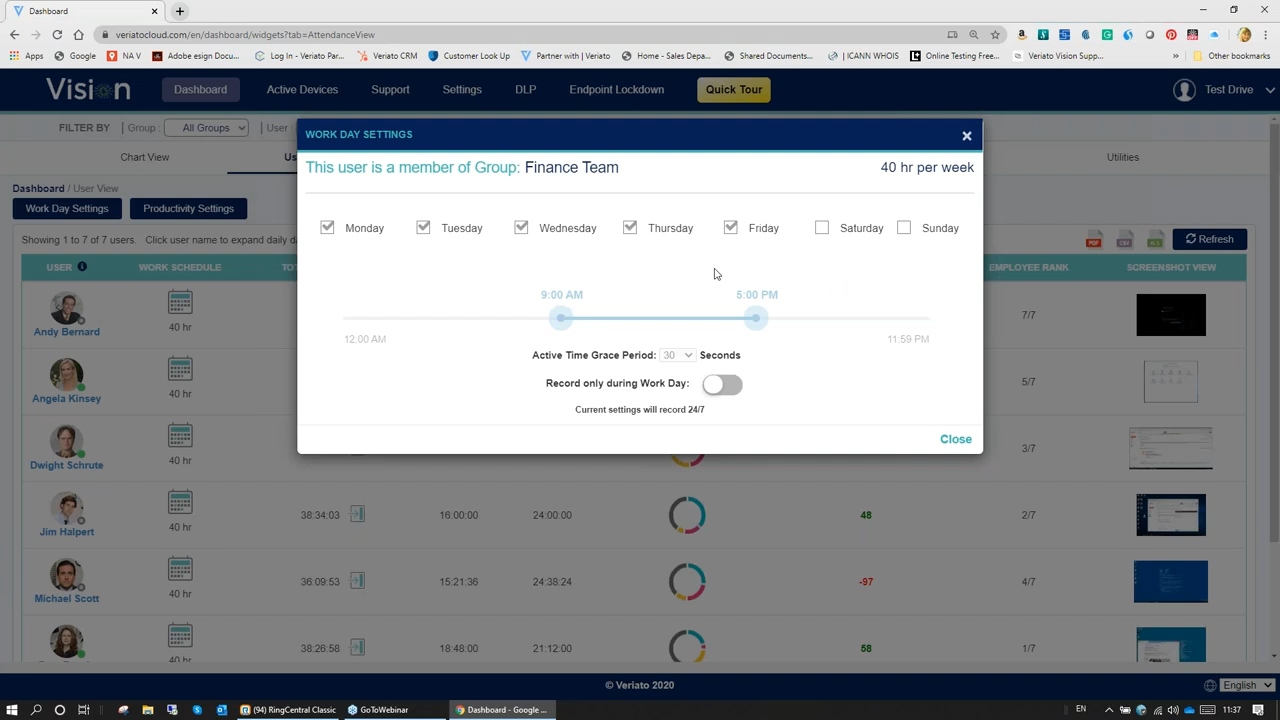 Dashboard
veriatocloud.com/en/dashboard/widgets?tab=AttendanceView
Apps Google NA V Adobe esign Docum... Log In - Veriato Par... Veriato CRM Customer Look Up Partner with | Veriato Home - Sales Depa... Shared Documents... | ICANN WHOIS Online Testing Free... Veriato Vision Supp... » Other bookmarks
Vision Dashboard Active Devices Support Settings DLP Endpoint Lockdown Quick Tour Test Drive
FILTER BY Group : All Groups User
WORK DAY SETTINGS ×
Chart View Us Utilities
This user is a member of Group: Finance Team 40 hr per week
Dashboard / User View
Work Day Settings Productivity Settings
Monday Tuesday Wednesday Thursday Friday Saturday Sunday
Showing 1 to 7 of 7 users. Click user name to expand daily d PDF CSV XLS Refresh
USER WORK SCHEDULE TO EMPLOYEE RANK SCREENSHOT VIEW
9:00 AM 5:00 PM
12:00 AM 11:59 PM
Andy Bernard 40 hr 7/7
Active Time Grace Period: 30 Seconds
Record only during Work Day:
Current settings will record 24/7
Angela Kinsey 40 hr 5/7
Close
Dwight Schrute 40 hr 3/7
Jim Halpert 40 hr 38:34:03 16:00:00 24:00:00 48 2/7
Michael Scott 40 hr 36:09:53 15:21:36 24:38:24 -97 4/7
40 hr 38:26:58 18:48:00 21:12:00 58 1/7
© Veriato 2020 English
(94) RingCentral Classic GoToWebinar Dashboard - Google ... EN 11:37